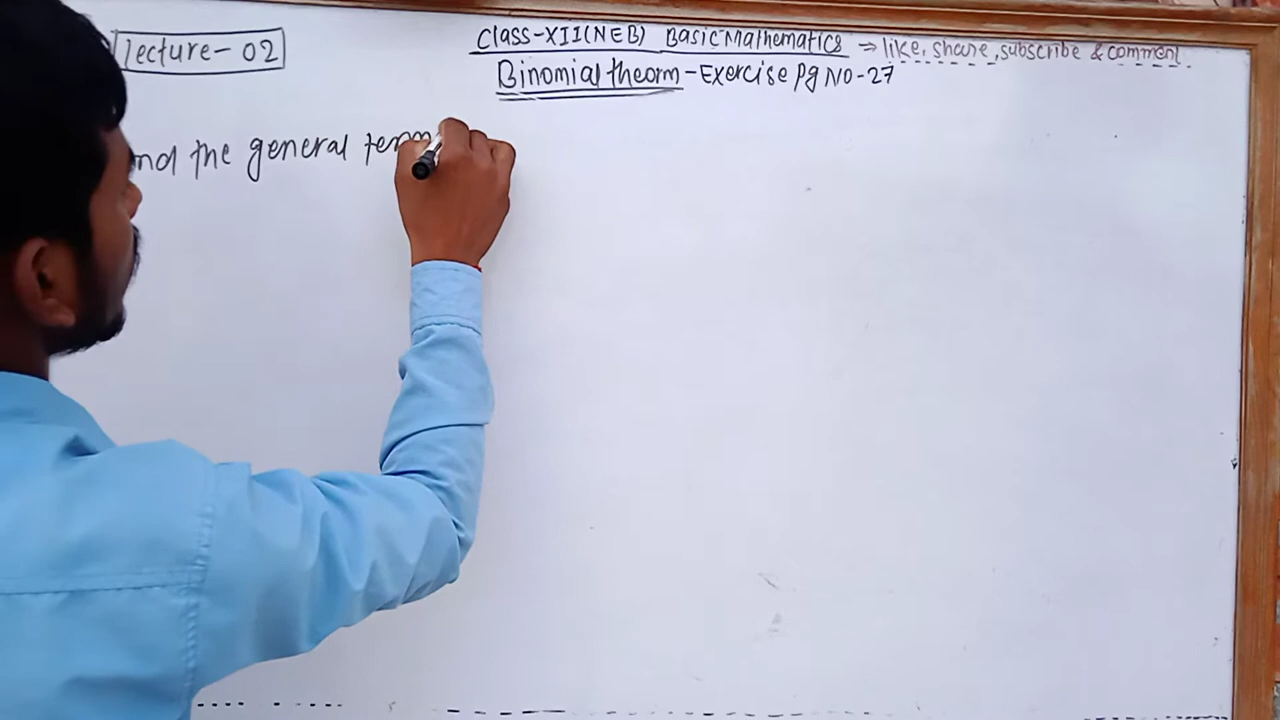 Lecture-02
Class-XII(NEB) Basic Mathematics ⇒ like, share, subscribe & comment
Binomial theorm - Exercise Pg NO-27
nd the general term